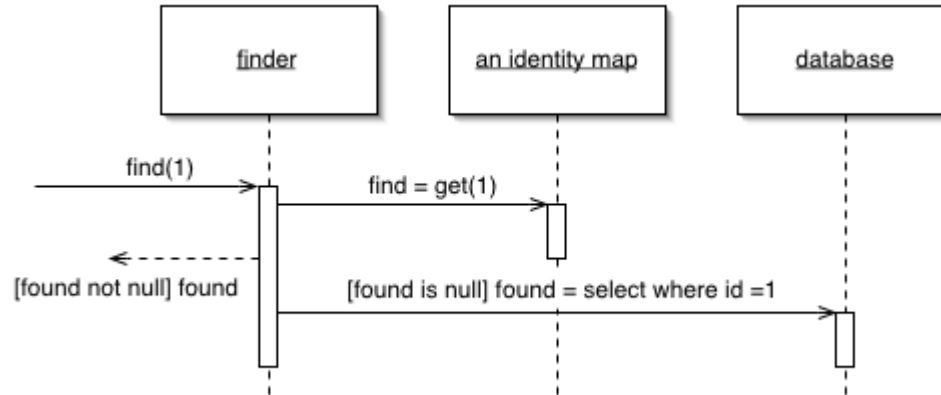 finder
an identity map
database
find(1)
find = get(1)
[found not null] found
[found is null] found = select where id =1